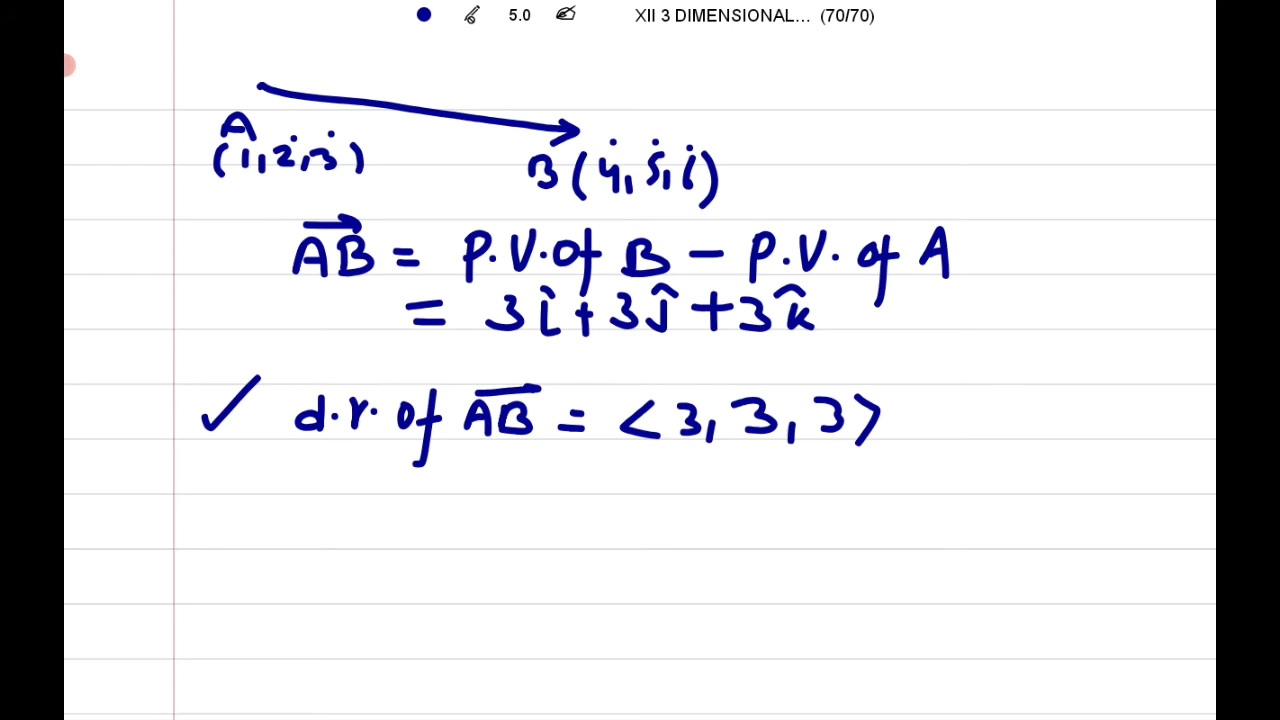 5.0 XII 3 DIMENSIONAL... (70/70)
A
(1,2,3)
B(4,5,6)
AB = P.V.of B - P.V. of A
= 3î+3ĵ+3k̂
✓ d.r. of AB = <3, 3, 3>